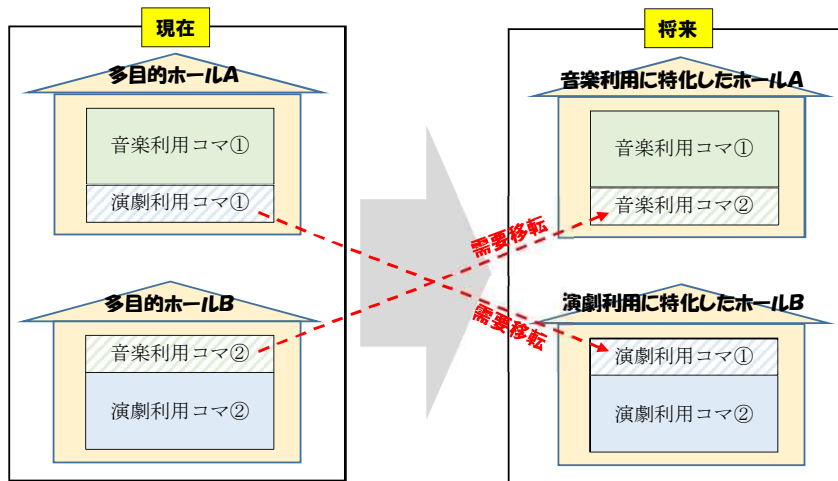 現在
多目的ホールA
音楽利用コマ①
演劇利用コマ①
多目的ホールB
音楽利用コマ②
演劇利用コマ②
需要移転
需要移転
将来
音楽利用に特化したホールA
音楽利用コマ①
音楽利用コマ②
演劇利用に特化したホールB
演劇利用コマ①
演劇利用コマ②